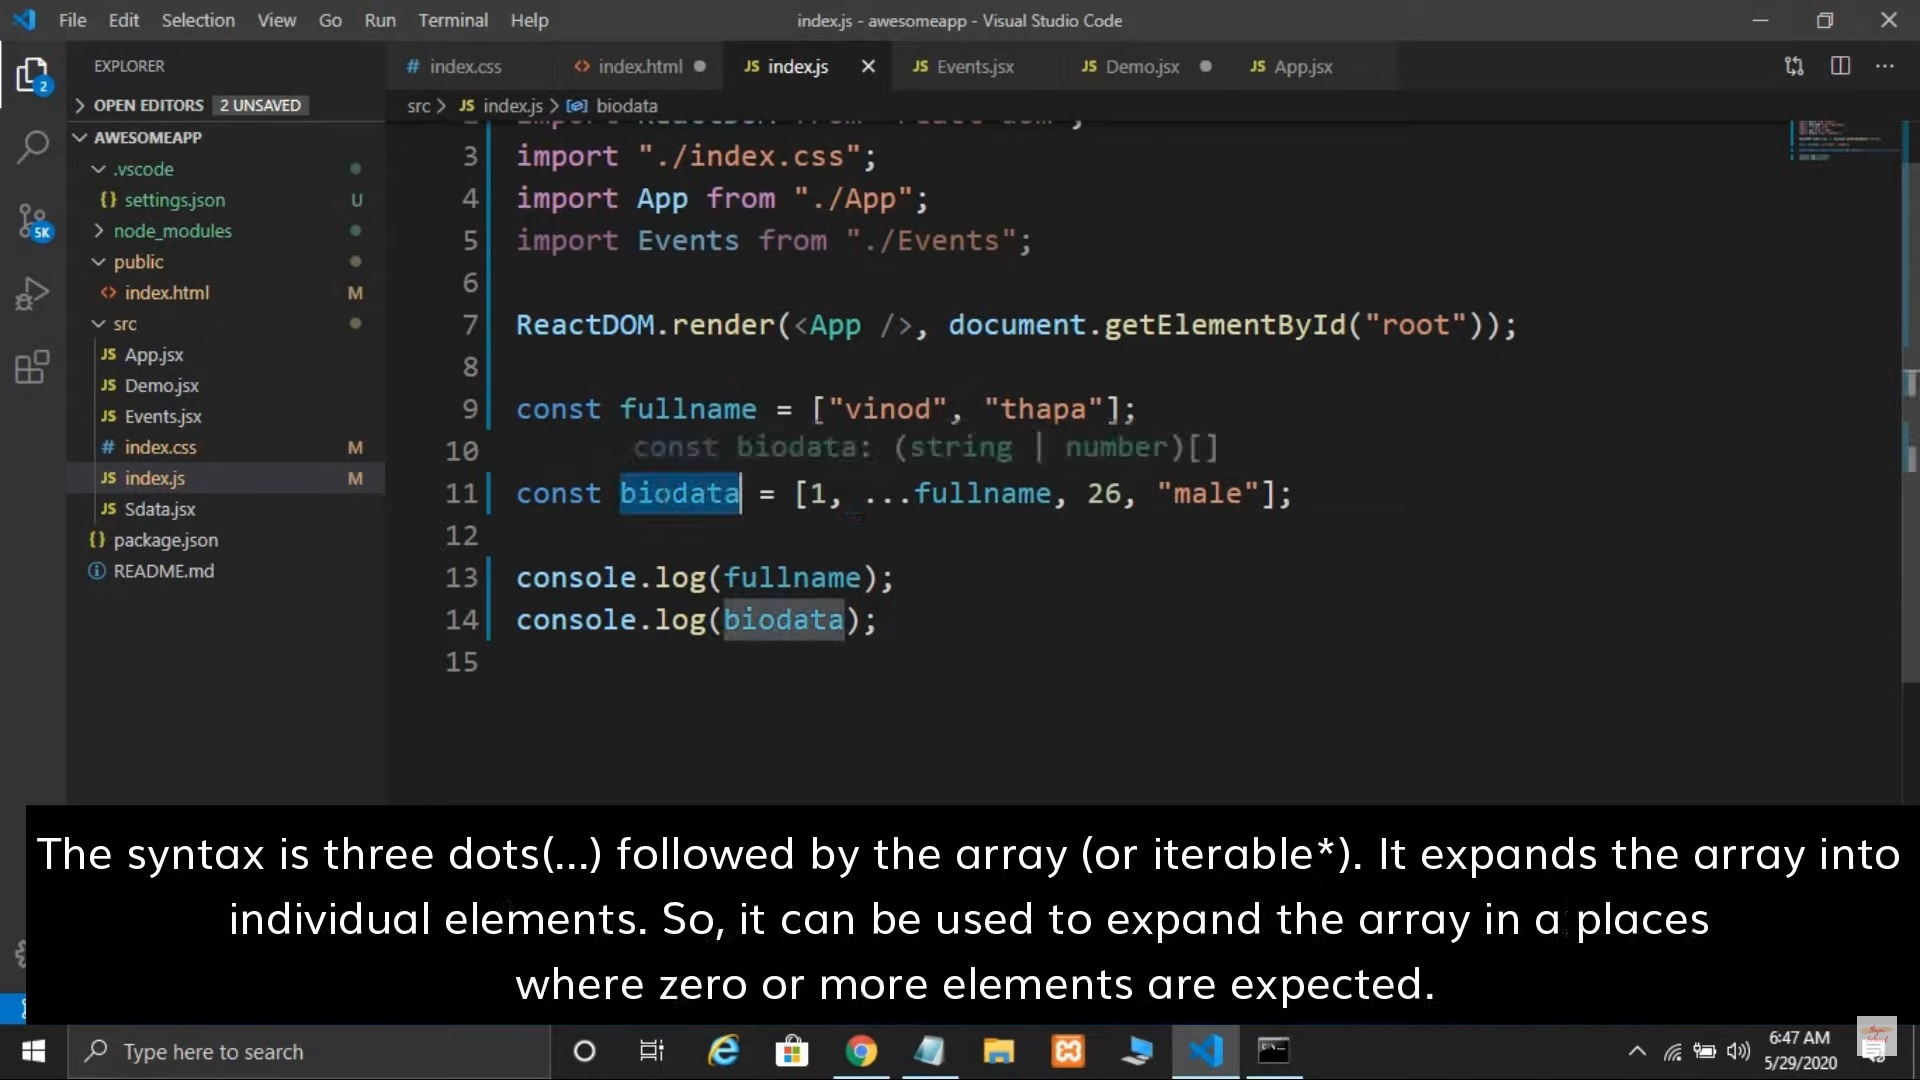 File Edit Selection View Go Run Terminal Help
index.js - awesomeapp - Visual Studio Code
EXPLORER
# index.css
<> index.html
JS index.js
JS Events.jsx
JS Demo.jsx
JS App.jsx
OPEN EDITORS 2 UNSAVED
src > JS index.js > biodata
2
5K
AWESOMEAPP
.vscode
{} settings.json U
node_modules
public
<> index.html M
src
JS App.jsx
JS Demo.jsx
JS Events.jsx
# index.css M
JS index.js M
JS Sdata.jsx
{} package.json
README.md
3 import "./index.css";
4 import App from "./App";
5 import Events from "./Events";
6
7 ReactDOM.render(<App />, document.getElementById("root"));
8
9 const fullname = ["vinod", "thapa"];
10
const biodata: (string | number)[]
11 const biodata = [1, ...fullname, 26, "male"];
12
13 console.log(fullname);
14 console.log(biodata);
15
The syntax is three dots(...) followed by the array (or iterable*). It expands the array into
individual elements. So, it can be used to expand the array in a places
where zero or more elements are expected.
Type here to search
6:47 AM
5/29/2020